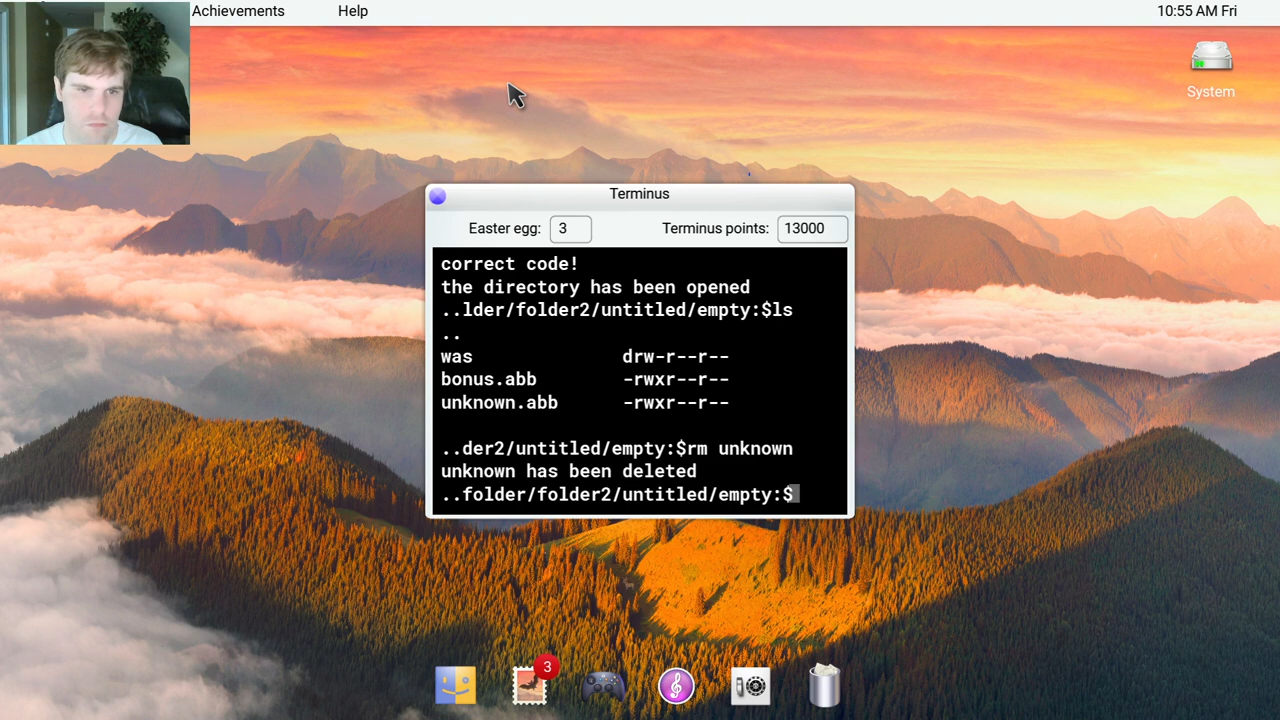 Achievements Help 10:55 AM Fri
System
Terminus
Easter egg: 3 Terminus points: 13000
correct code!
the directory has been opened
..lder/folder2/untitled/empty:$ls
..
was drw-r--r--
bonus.abb -rwxr--r--
unknown.abb -rwxr--r--
..der2/untitled/empty:$rm unknown
unknown has been deleted
..folder/folder2/untitled/empty:$
3